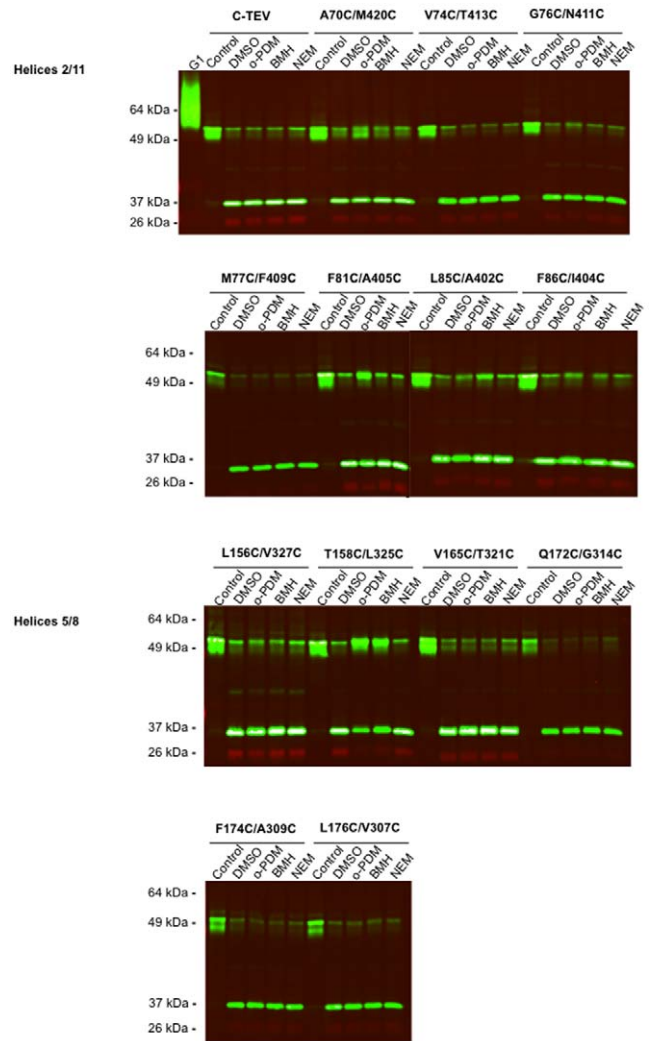 C-TEV A70C/M420C V74C/T413C G76C/N411C
G1 Control DMSO o-PDM BMH NEM Control DMSO o-PDM BMH NEM Control DMSO o-PDM BMH NEM Control DMSO o-PDM BMH NEM
Helices 2/11
64 kDa -
49 kDa -
37 kDa -
26 kDa -
M77C/F409C F81C/A405C L85C/A402C F86C/I404C
Control DMSO o-PDM BMH NEM Control DMSO o-PDM BMH NEM Control DMSO o-PDM BMH NEM Control DMSO o-PDM BMH NEM
64 kDa -
49 kDa -
37 kDa -
26 kDa -
L156C/V327C T158C/L325C V165C/T321C Q172C/G314C
Control DMSO o-PDM BMH NEM Control DMSO o-PDM BMH NEM Control DMSO o-PDM BMH NEM Control DMSO o-PDM BMH NEM
Helices 5/8
64 kDa -
49 kDa -
37 kDa -
26 kDa -
F174C/A309C L176C/V307C
Control DMSO o-PDM BMH NEM Control DMSO o-PDM BMH NEM
64 kDa -
49 kDa -
37 kDa -
26 kDa -